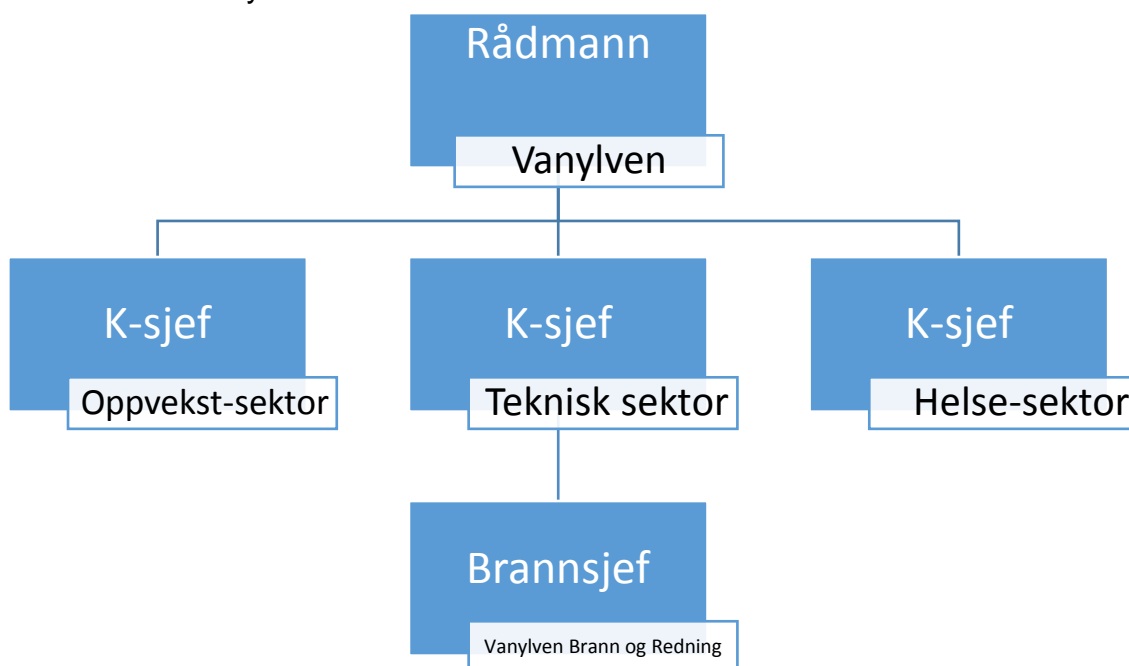 Rådmann
Vanylven
K-sjef
Oppvekst-sektor
K-sjef
Teknisk sektor
K-sjef
Helse-sektor
Brannsjef
Vanylven Brann og Redning